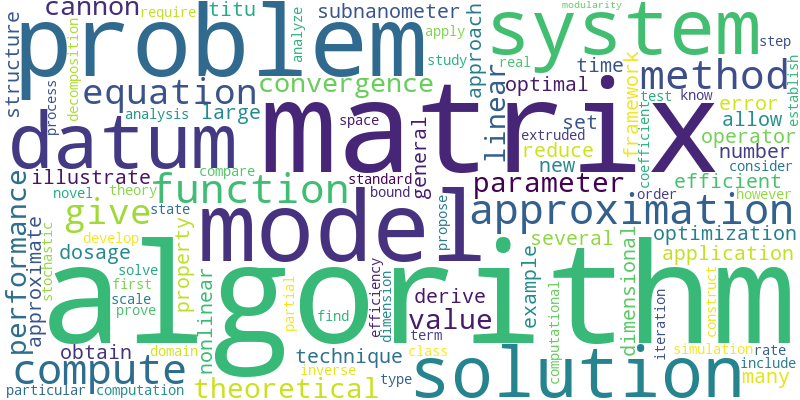 cannon
require
titu
subnanometer
modularity
problem
system
structure
decomposition
analyze
apply
approach
step
study
real
time
method
process
equation
convergence
optimal
linear
framework
test
know
establish
datum
matrix
analysis
large
space
general
extruded
set
allow
error
coefficient
operator
reduce
number
illustrate
compare
standard
new
consider
novel
theory
function
bound
parameter
efficient
order
however
performance
approximate
stochastic
give
state
model
propose
approximation
develop
property
several
optimization
dosage
solve
first
scale
prove
nonlinear
algorithm
partial
find
efficiency
dimension
derive
value
example
computational
dimensional
application
iteration
construct
obtain
domain
technique
term
class
simulation
rate
compute
inverse
type
solution
include
many
particular
computation
theoretical